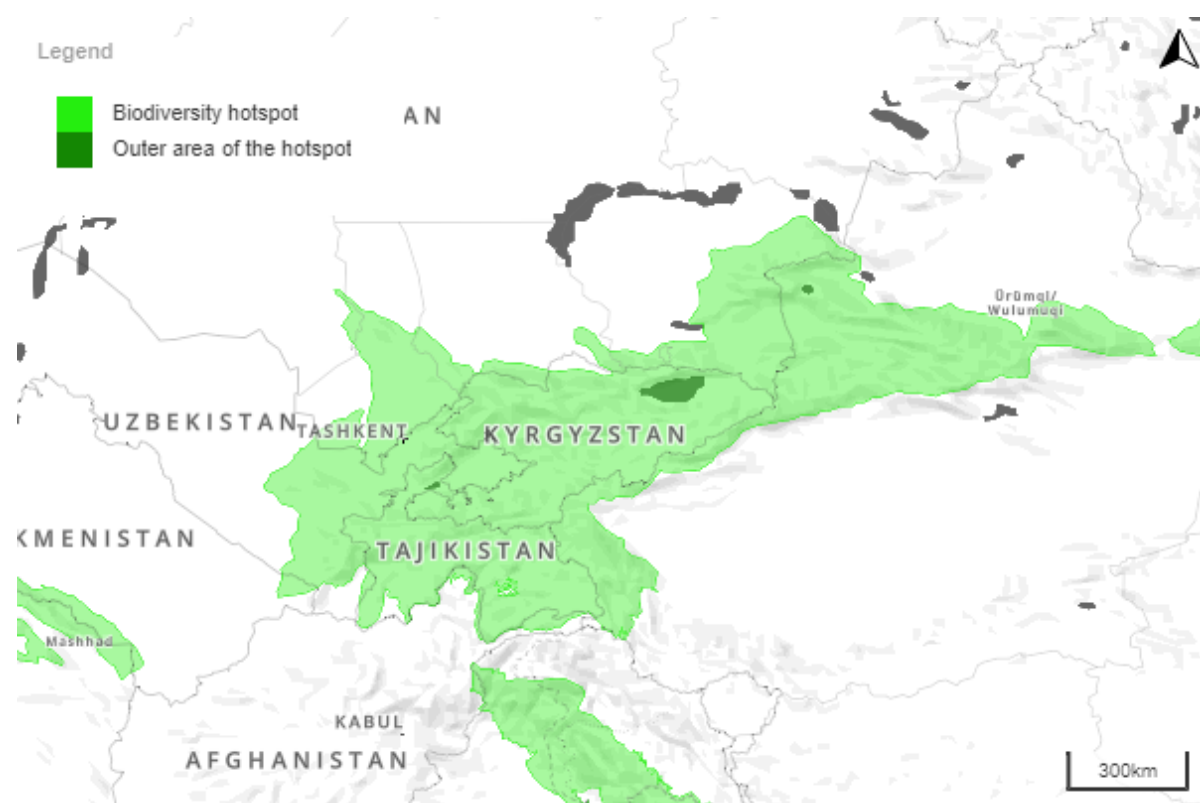 Legend
Biodiversity hotspot
Outer area of the hotspot
AN
Ürümqi/
Wulumuqi
UZBEKISTAN
TASHKENT
KYRGYZSTAN
KMENISTAN
TAJIKISTAN
Mashhad
KABUL
AFGHANISTAN
300km